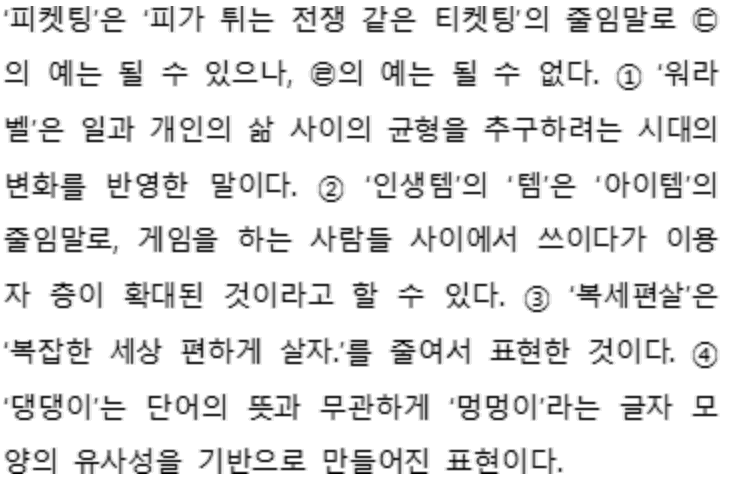 ‘피켓팅’은 ‘피가 튀는 전쟁 같은 티켓팅’의 줄임말로 ㉢
의 예는 될 수 있으나, ㉣의 예는 될 수 없다. ① ‘워라
벨’은 일과 개인의 삶 사이의 균형을 추구하려는 시대의
변화를 반영한 말이다. ② ‘인생템’의 ‘템’은 ‘아이템’의
줄임말로, 게임을 하는 사람들 사이에서 쓰이다가 이용
자 층이 확대된 것이라고 할 수 있다. ③ ‘복세편살’은
‘복잡한 세상 편하게 살자.’를 줄여서 표현한 것이다. ④
‘댕댕이’는 단어의 뜻과 무관하게 ‘멍멍이’라는 글자 모
양의 유사성을 기반으로 만들어진 표현이다.